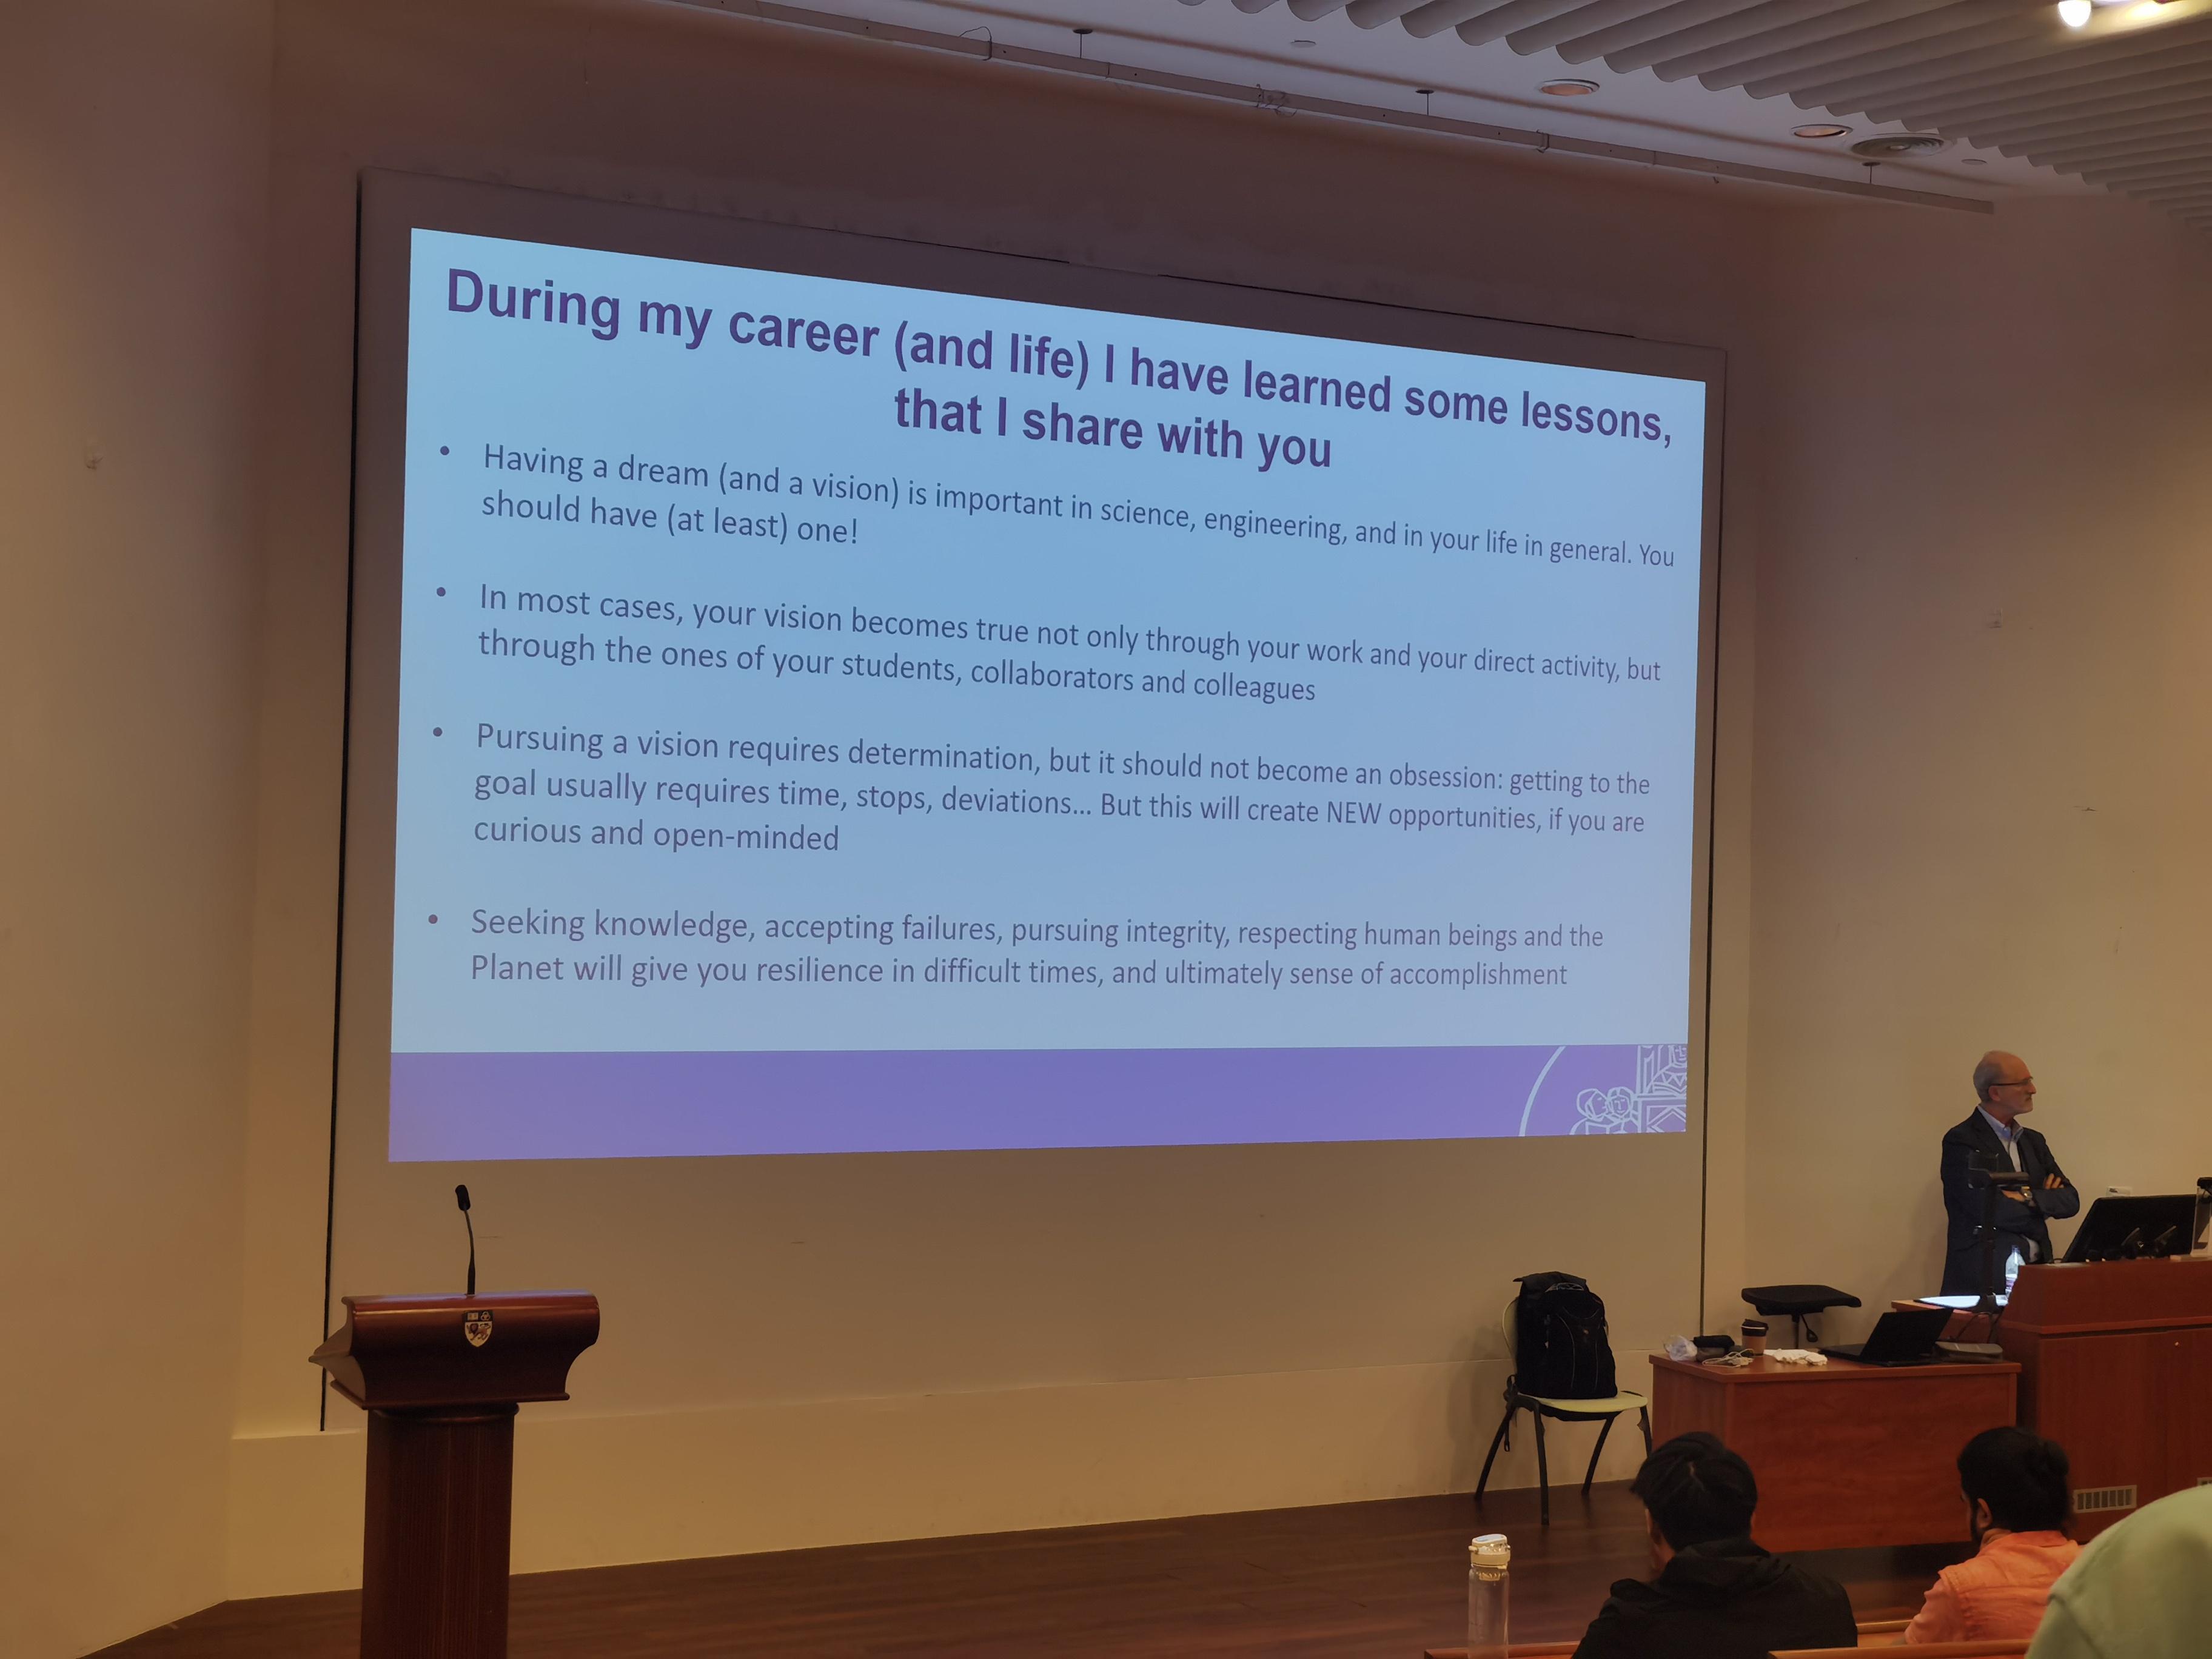 During my career (and life) I have learned some lessons,
that I share with you
• Having a dream (and a vision) is important in science, engineering, and in your life in general. You
should have (at least) one!
• In most cases, your vision becomes true not only through your work and your direct activity, but
through the ones of your students, collaborators and colleagues
• Pursuing a vision requires determination, but it should not become an obsession: getting to the
goal usually requires time, stops, deviations... But this will create NEW opportunities, if you are
curious and open-minded
• Seeking knowledge, accepting failures, pursuing integrity, respecting human beings and the
Planet will give you resilience in difficult times, and ultimately sense of accomplishment